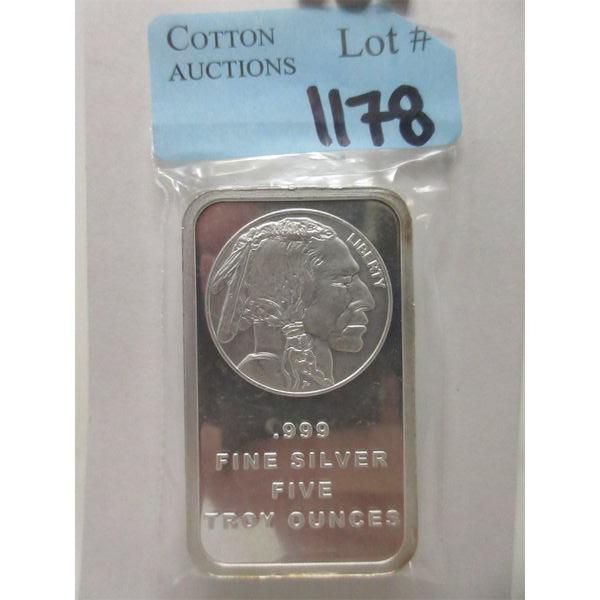 COTTON AUCTIONS
Lot #
1178
LIBERTY
.999
FINE SILVER
FIVE
TROY OUNCES